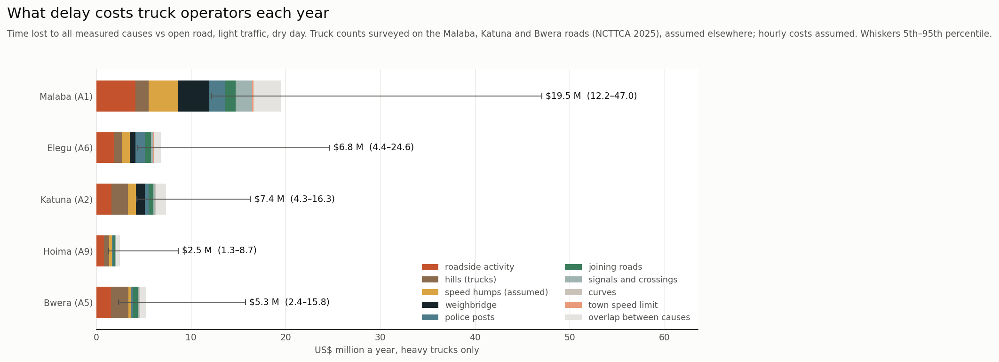 What delay costs truck operators each year
Time lost to all measured causes vs open road, light traffic, dry day. Truck counts surveyed on the Malaba, Katuna and Bwera roads (NCTTCA 2025), assumed elsewhere; hourly costs assumed. Whiskers 5th–95th percentile.
Malaba (A1)
$19.5 M  (12.2–47.0)
Elegu (A6)
$6.8 M  (4.4–24.6)
Katuna (A2)
$7.4 M  (4.3–16.3)
Hoima (A9)
$2.5 M  (1.3–8.7)
Bwera (A5)
$5.3 M  (2.4–15.8)
roadside activity
hills (trucks)
speed humps (assumed)
weighbridge
police posts
joining roads
signals and crossings
curves
town speed limit
overlap between causes
0 10 20 30 40 50 60
US$ million a year, heavy trucks only